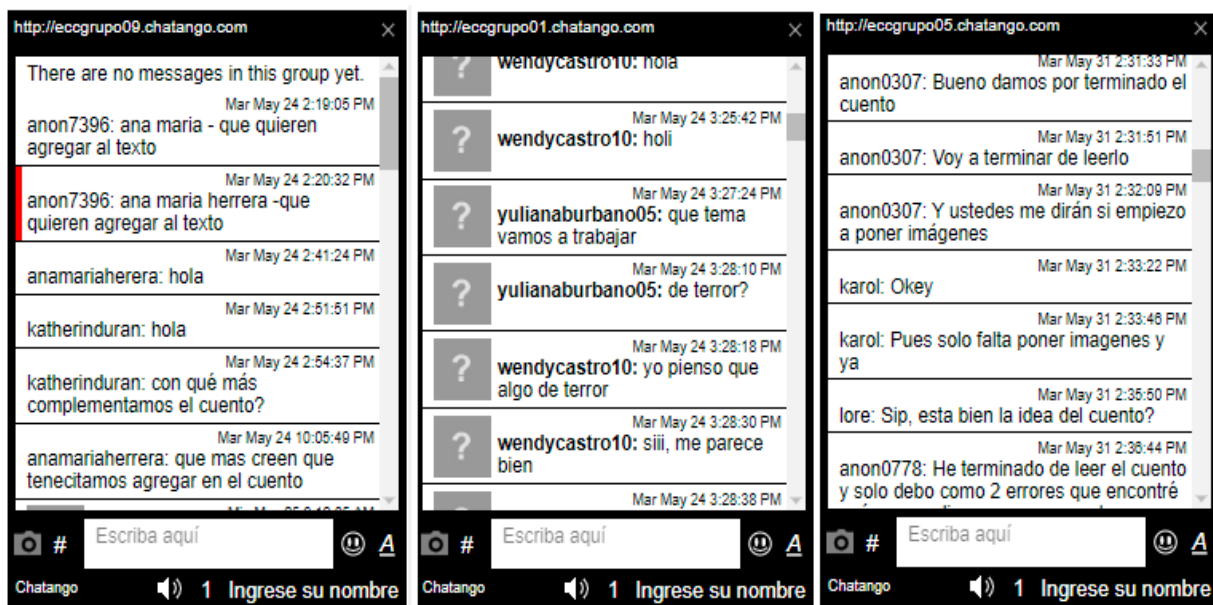 http://eccgrupo09.chatango.com
There are no messages in this group yet.
Mar May 24 2:19:05 PM
anon7396: ana maria - que quieren
agregar al texto
Mar May 24 2:20:32 PM
anon7396: ana maria herrera -que
quieren agregar al texto
Mar May 24 2:41:24 PM
anamariaherera: hola
Mar May 24 2:51:51 PM
katherinduran: hola
Mar May 24 2:54:37 PM
katherinduran: con qué más
complementamos el cuento?
Mar May 24 10:05:49 PM
anamariaherrera: que mas creen que
tenecitamos agregar en el cuento
# Escriba aquí A
Chatango 1 Ingrese su nombre
http://eccgrupo01.chatango.com
wendycastro10: hola
Mar May 24 3:25:42 PM
wendycastro10: holi
Mar May 24 3:27:24 PM
yulianaburbano05: que tema
vamos a trabajar
Mar May 24 3:28:10 PM
yulianaburbano05: de terror?
Mar May 24 3:28:18 PM
wendycastro10: yo pienso que
algo de terror
Mar May 24 3:28:30 PM
wendycastro10: siii, me parece
bien
Mar May 24 3:28:38 PM
# Escriba aquí A
Chatango 1 Ingrese su nombre
http://eccgrupo05.chatango.com
Mar May 31 2:31:33 PM
anon0307: Bueno damos por terminado el
cuento
Mar May 31 2:31:51 PM
anon0307: Voy a terminar de leerlo
Mar May 31 2:32:09 PM
anon0307: Y ustedes me dirán si empiezo
a poner imágenes
Mar May 31 2:33:22 PM
karol: Okey
Mar May 31 2:33:46 PM
karol: Pues solo falta poner imagenes y
ya
Mar May 31 2:35:50 PM
lore: Sip, esta bien la idea del cuento?
Mar May 31 2:36:44 PM
anon0778: He terminado de leer el cuento
y solo debo como 2 errores que encontré
# Escriba aquí A
Chatango 1 Ingrese su nombre